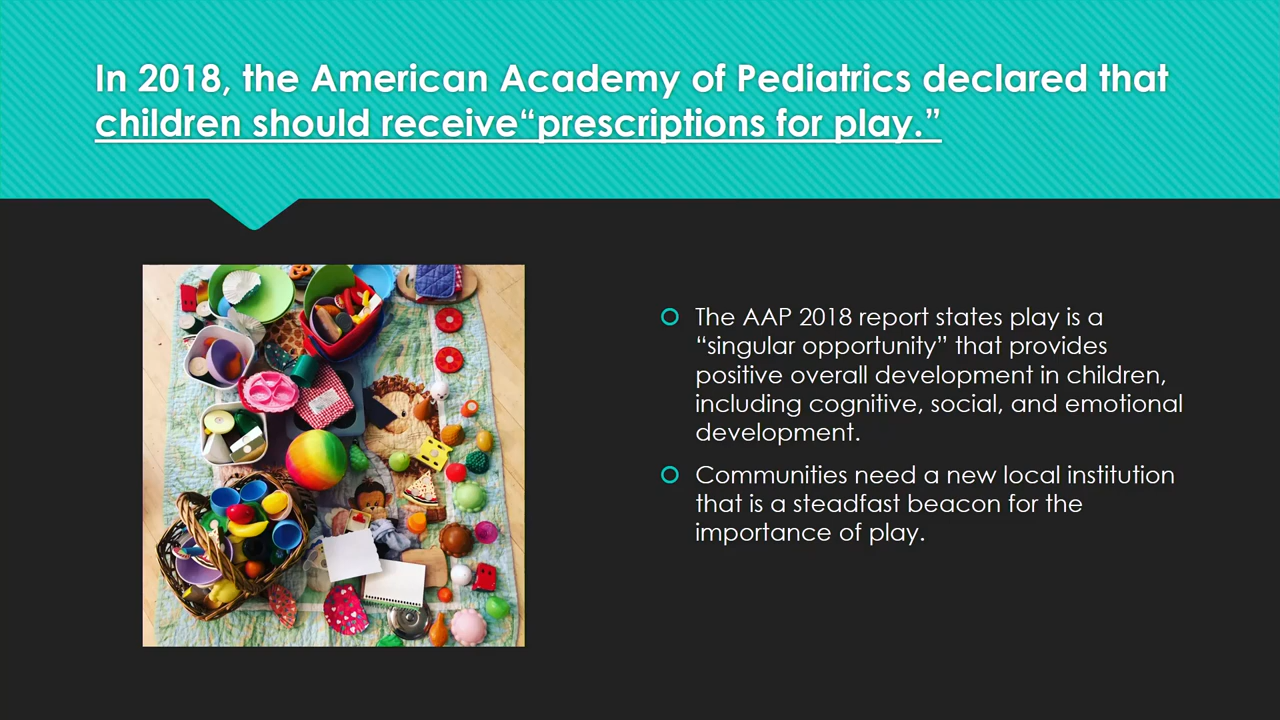 In 2018, the American Academy of Pediatrics declared that
children should receive“prescriptions for play.”
The AAP 2018 report states play is a
“singular opportunity” that provides
positive overall development in children,
including cognitive, social, and emotional
development.
Communities need a new local institution
that is a steadfast beacon for the
importance of play.